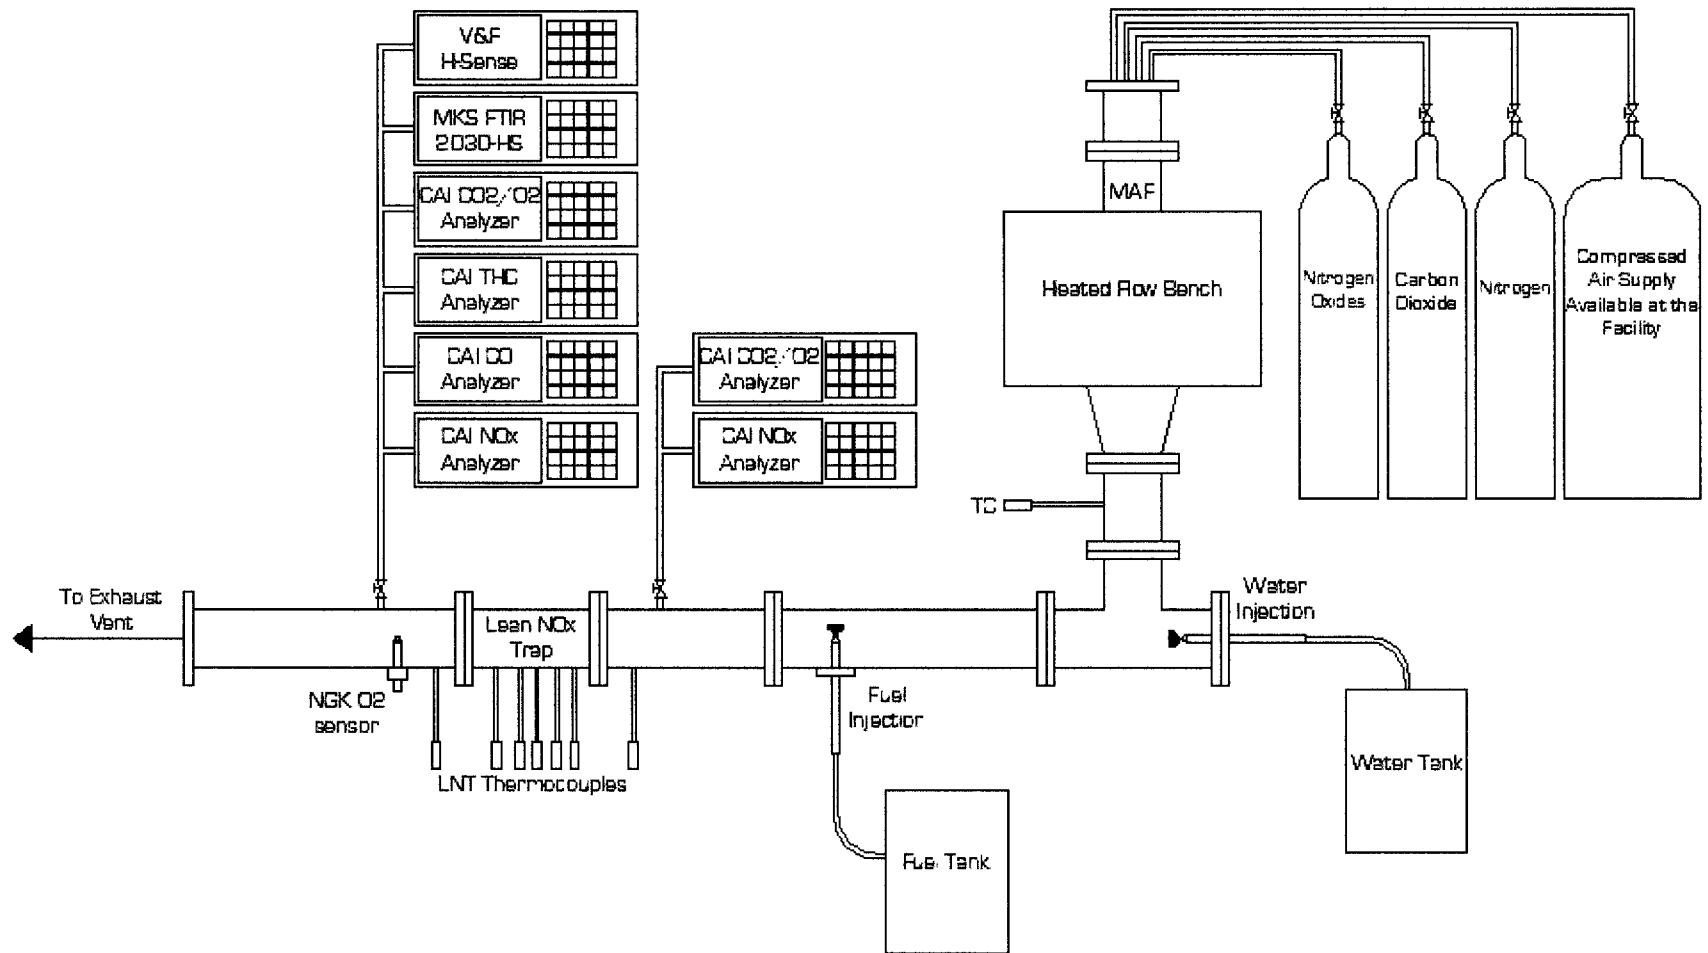 V&F
H-Sense
MKS FTIR
2030-HS
CAI CO2/O2
Analyzer
CAI THC
Analyzer
CAI CO
Analyzer
CAI NOx
Analyzer
CAI CO2/O2
Analyzer
CAI NOx
Analyzer
MAF
Heated Flow Bench
TC
Nitrogen
Oxides
Carbon
Dioxide
Nitrogen
Compressed
Air Supply
Available at the
Facility
To Exhaust
Vent
Lean NOx
Trap
NGK O2
sensor
LNT Thermocouples
Fuel
Injection
Fuel Tank
Water
Injection
Water Tank